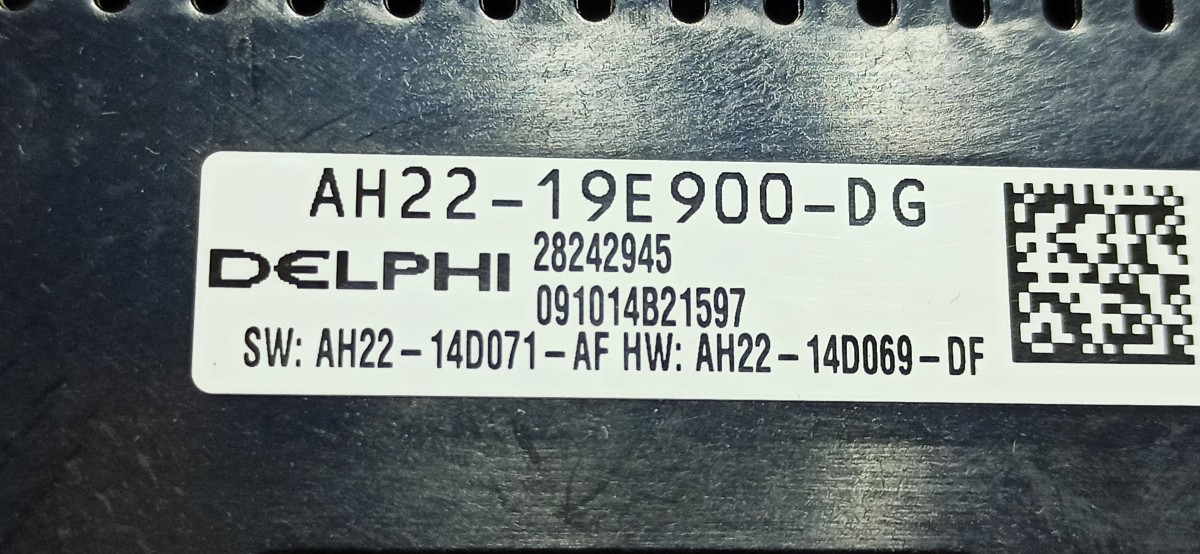 AH22-19E900-DG
DELPHI
28242945
091014B21597
SW: AH22-14D071-AF HW: AH22-14D069-DF